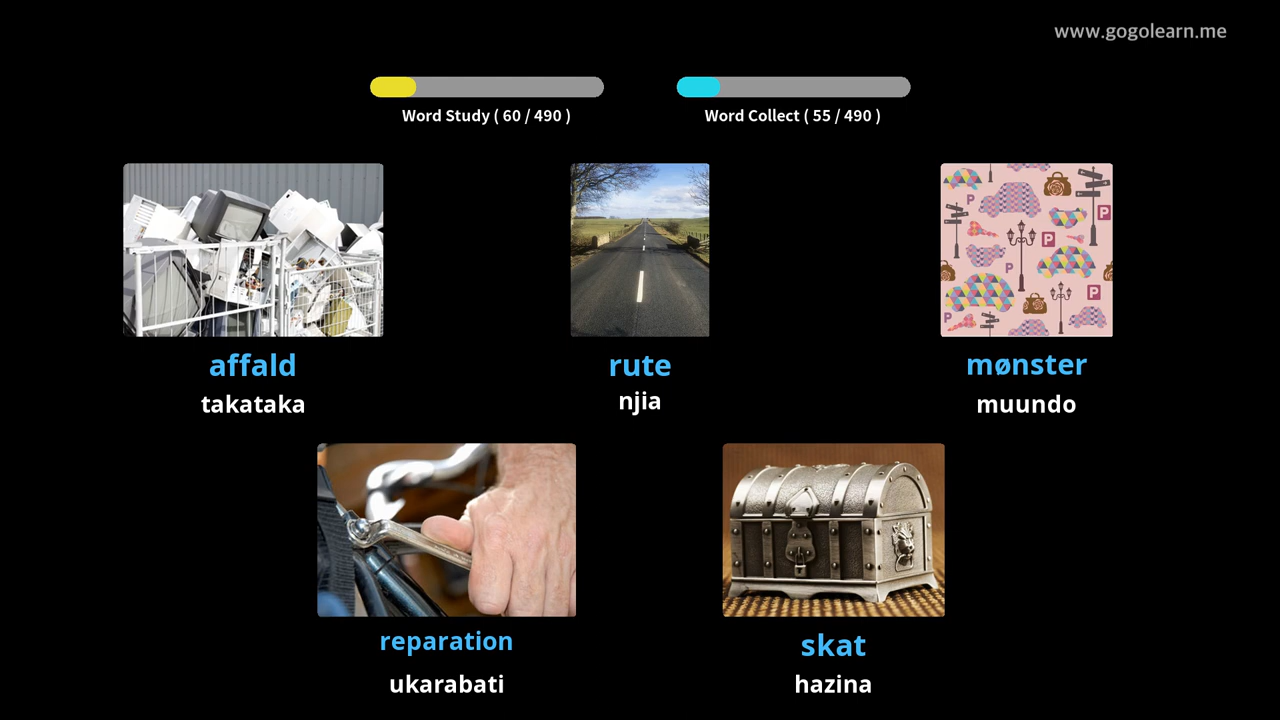 www.gogolearn.me
Word Study ( 60 / 490 )
Word Collect ( 55 / 490 )
P
P
P
P
P
P
affald
rute
mønster
takataka
njia
muundo
reparation
skat
ukarabati
hazina